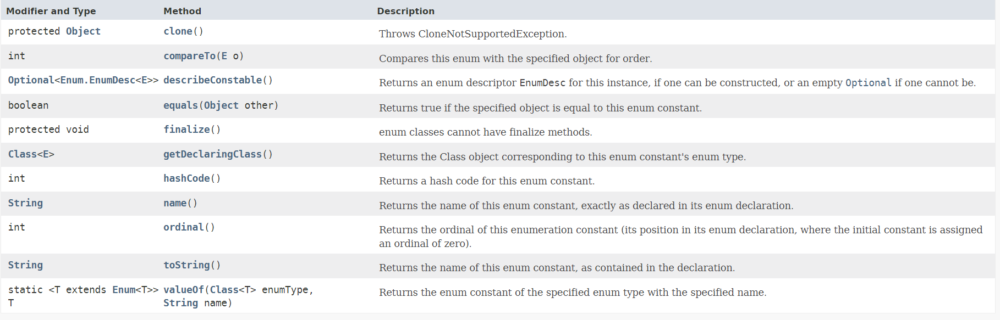 Modifier and Type Method Description
protected Object clone() Throws CloneNotSupportedException.
int compareTo(E o) Compares this enum with the specified object for order.
Optional<Enum.EnumDesc<E>> describeConstable() Returns an enum descriptor EnumDesc for this instance, if one can be constructed, or an empty Optional if one cannot be.
boolean equals(Object other) Returns true if the specified object is equal to this enum constant.
protected void finalize() enum classes cannot have finalize methods.
Class<E> getDeclaringClass() Returns the Class object corresponding to this enum constant's enum type.
int hashCode() Returns a hash code for this enum constant.
String name() Returns the name of this enum constant, exactly as declared in its enum declaration.
int ordinal() Returns the ordinal of this enumeration constant (its position in its enum declaration, where the initial constant is assigned
an ordinal of zero).
String toString() Returns the name of this enum constant, as contained in the declaration.
static <T extends Enum<T>> valueOf(Class<T> enumType, Returns the enum constant of the specified enum type with the specified name.
T String name)